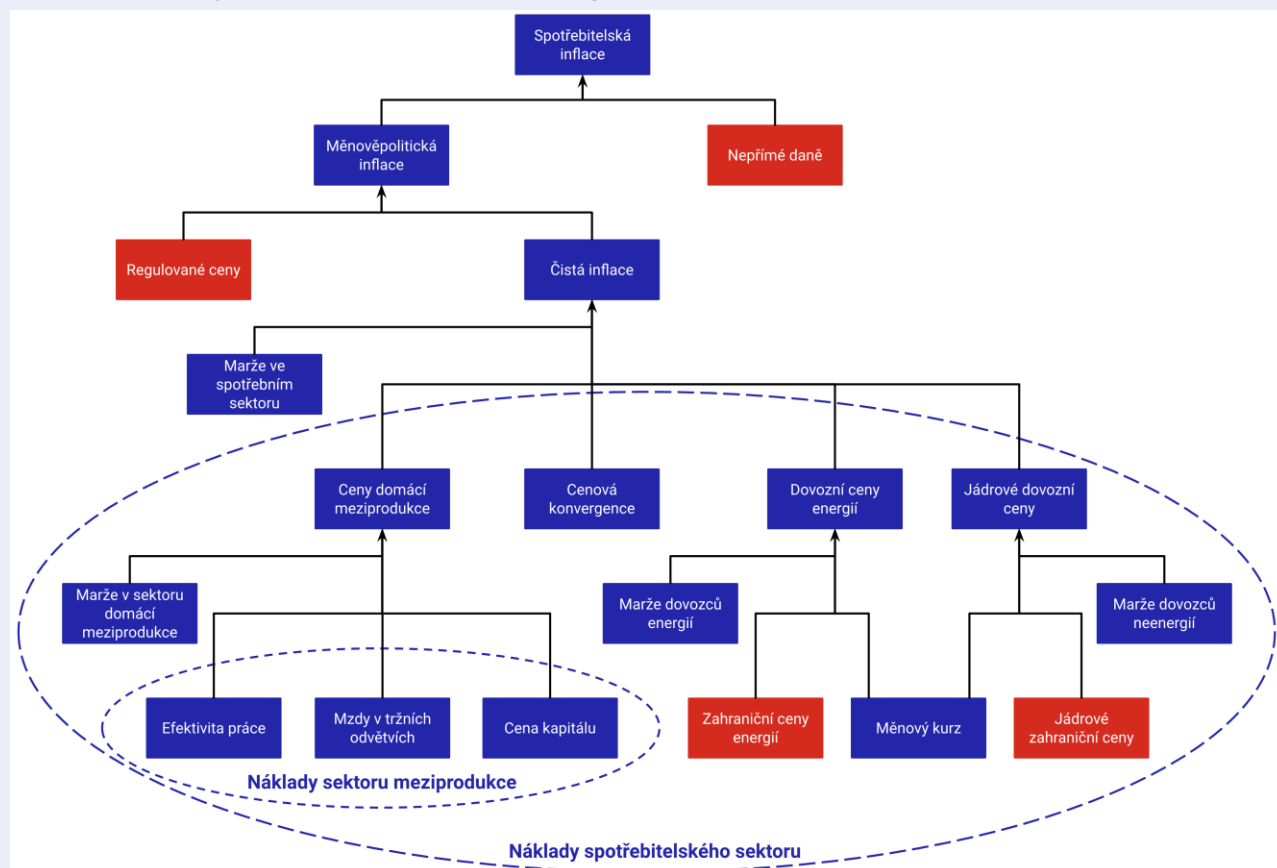 Spotřebitelská
inflace
Měnověpolitická
inflace
Nepřímé daně
Regulované ceny
Čistá inflace
Marže ve
spotřebním
sektoru
Ceny domácí
meziprodukce
Cenová
konvergence
Dovozní ceny
energií
Jádrové dovozní
ceny
Marže v sektoru
domácí
meziprodukce
Marže dovozců
energií
Marže dovozců
neenergií
Efektivita práce
Mzdy v tržních
odvětvích
Cena kapitálu
Zahraniční ceny
energií
Měnový kurz
Jádrové
zahraniční ceny
Náklady sektoru meziprodukce
Náklady spotřebitelského sektoru